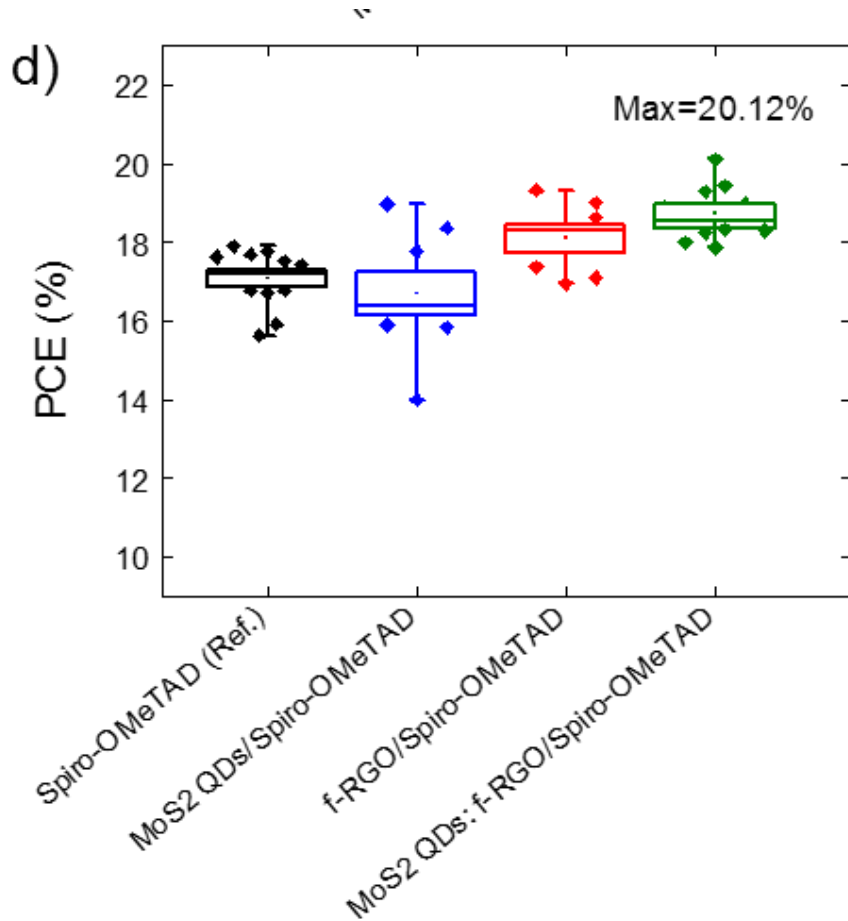 d)
Max=20.12%
22
20
18
16
14
12
10
PCE (%)
Spiro-OMeTAD (Ref.)
MoS2 QDs/Spiro-OMeTAD
f-RGO/Spiro-OMeTAD
MoS2 QDs: f-RGO/Spiro-OMeTAD